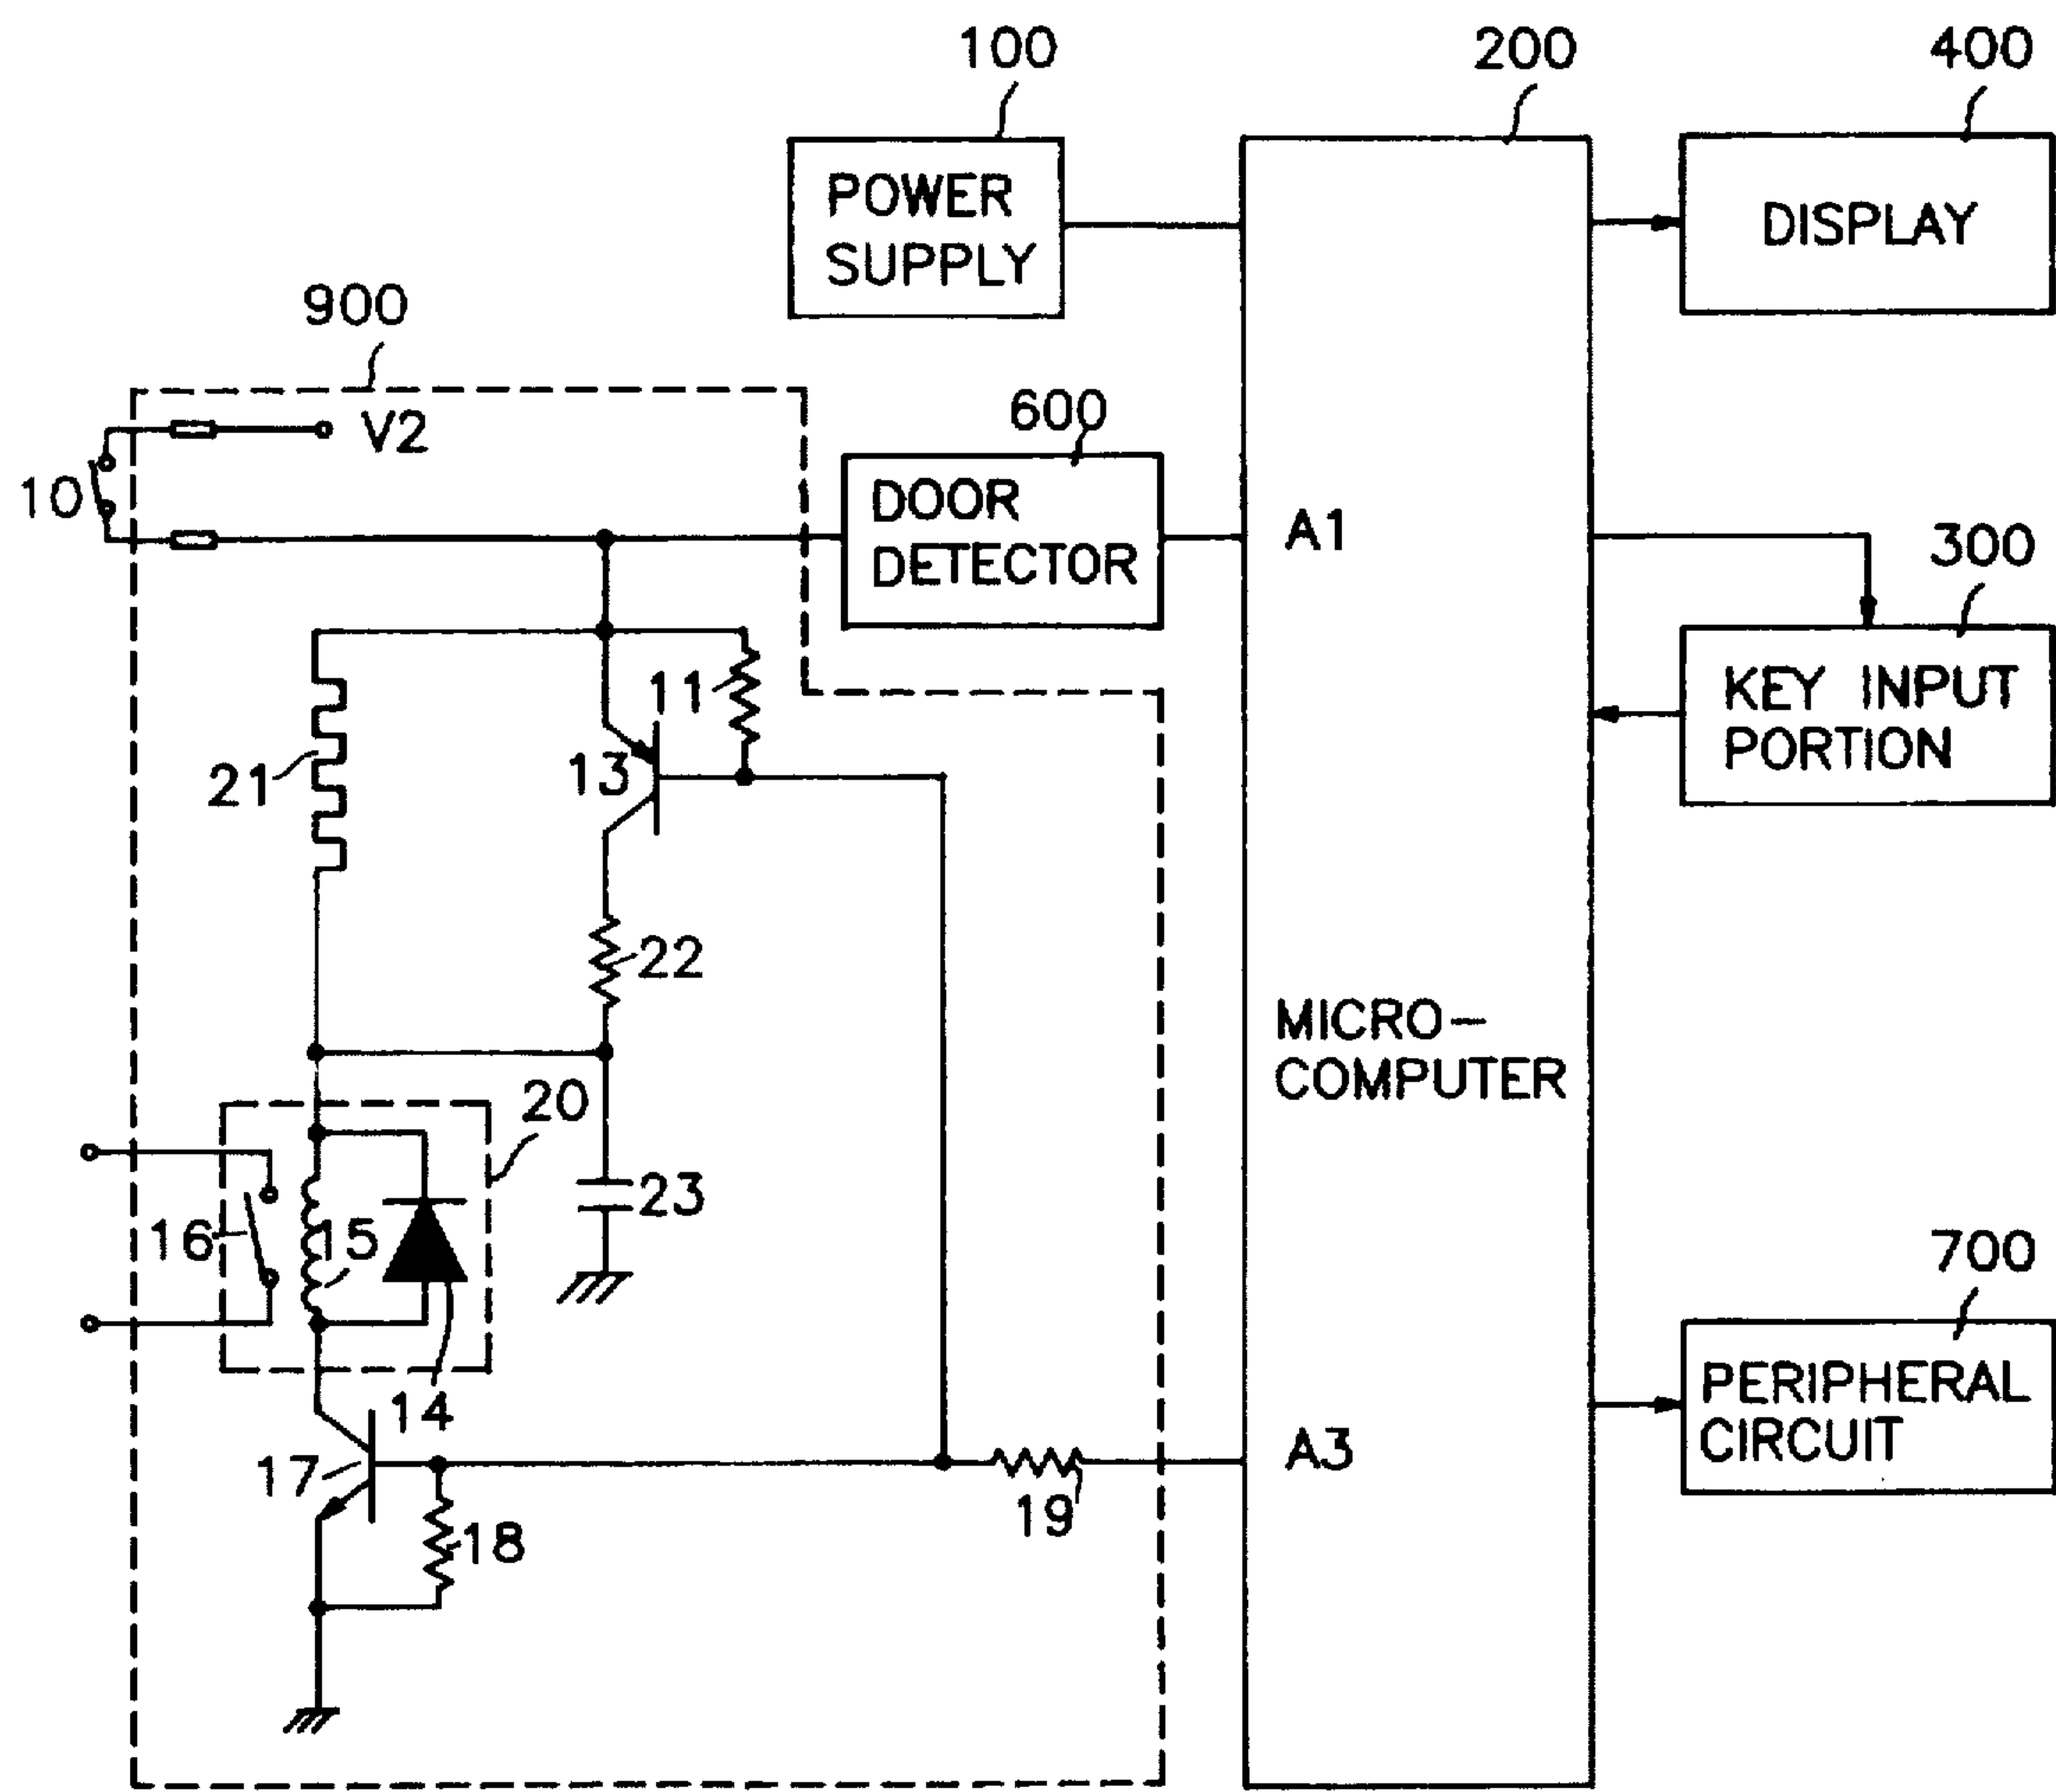 100
200
400
POWER
SUPPLY
DISPLAY
900
V2
600
10
DOOR
DETECTOR
A1
300
11
KEY INPUT
PORTION
13
21
22
MICRO-
COMPUTER
20
23
16
15
700
14
PERIPHERAL
CIRCUIT
17
A3
19
18